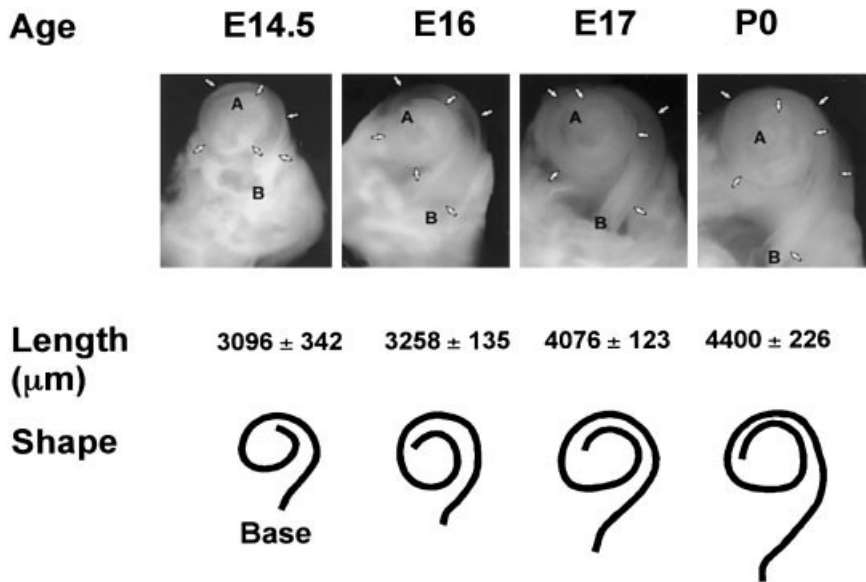 Age E14.5 E16 E17 P0
A A A A
B B B B
Length 3096 ± 342 3258 ± 135 4076 ± 123 4400 ± 226
(μm)
Shape
Base